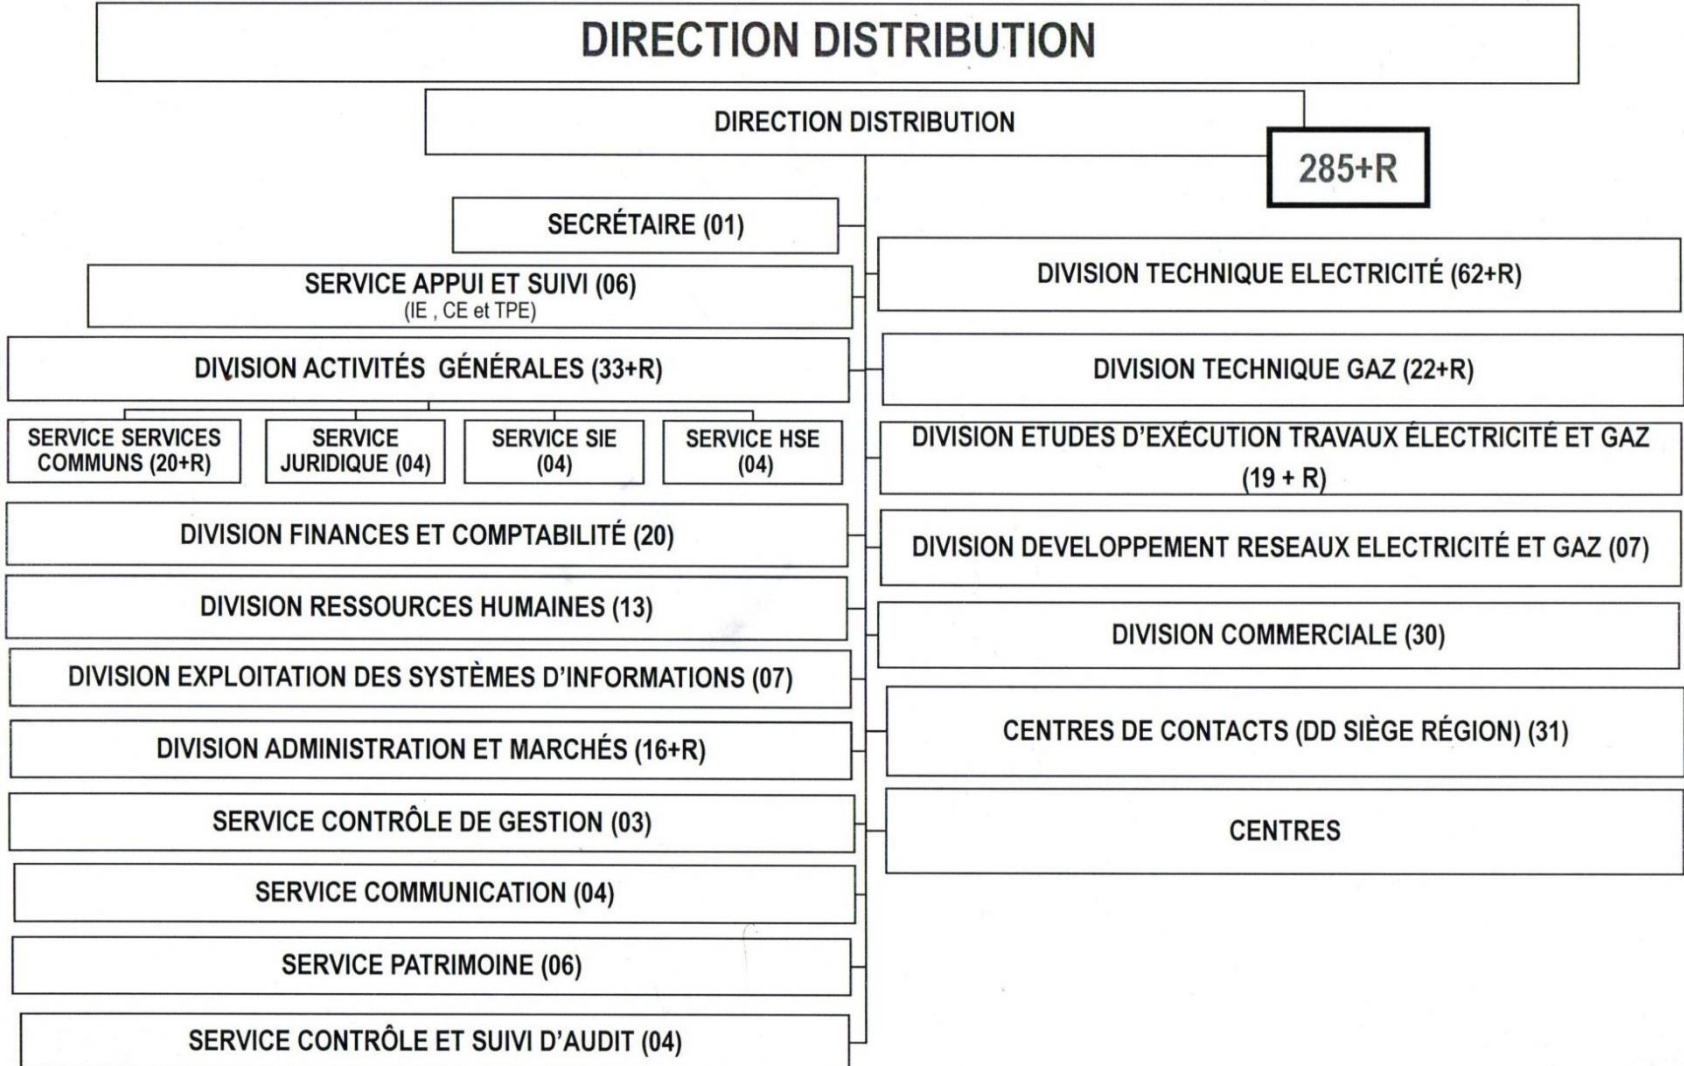 DIRECTION DISTRIBUTION
DIRECTION DISTRIBUTION
285+R
SECRÉTAIRE (01)
SERVICE APPUI ET SUIVI (06)
(IE , CE et TPE)
DIVISION ACTIVITÉS GÉNÉRALES (33+R)
SERVICE SERVICES
COMMUNS (20+R)
SERVICE
JURIDIQUE (04)
SERVICE SIE
(04)
SERVICE HSE
(04)
DIVISION FINANCES ET COMPTABILITÉ (20)
DIVISION RESSOURCES HUMAINES (13)
DIVISION EXPLOITATION DES SYSTÈMES D’INFORMATIONS (07)
DIVISION ADMINISTRATION ET MARCHÉS (16+R)
SERVICE CONTRÔLE DE GESTION (03)
SERVICE COMMUNICATION (04)
SERVICE PATRIMOINE (06)
SERVICE CONTRÔLE ET SUIVI D’AUDIT (04)
DIVISION TECHNIQUE ELECTRICITÉ (62+R)
DIVISION TECHNIQUE GAZ (22+R)
DIVISION ETUDES D’EXÉCUTION TRAVAUX ÉLECTRICITÉ ET GAZ
(19 + R)
DIVISION DEVELOPPEMENT RESEAUX ELECTRICITÉ ET GAZ (07)
DIVISION COMMERCIALE (30)
CENTRES DE CONTACTS (DD SIÈGE RÉGION) (31)
CENTRES